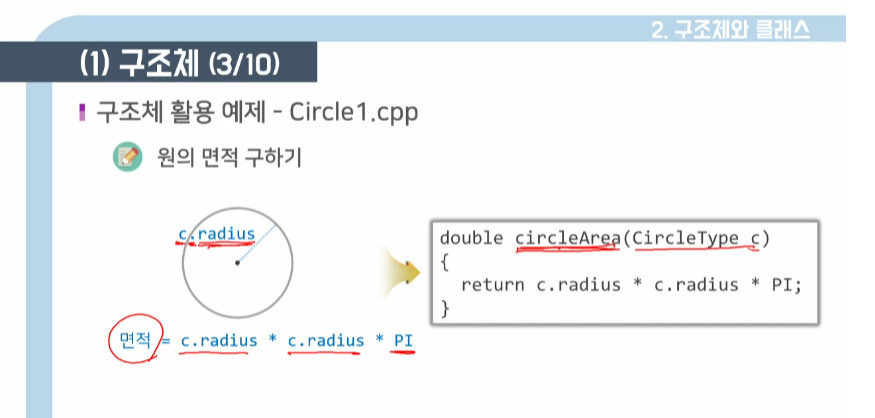 2. 구조체와 클래스
(1) 구조체 (3/10)
구조체 활용 예제 - Circle1.cpp
원의 면적 구하기
c.radius
면적 = c.radius * c.radius * PI
double circleArea(CircleType c)
{
return c.radius * c.radius * PI;
}